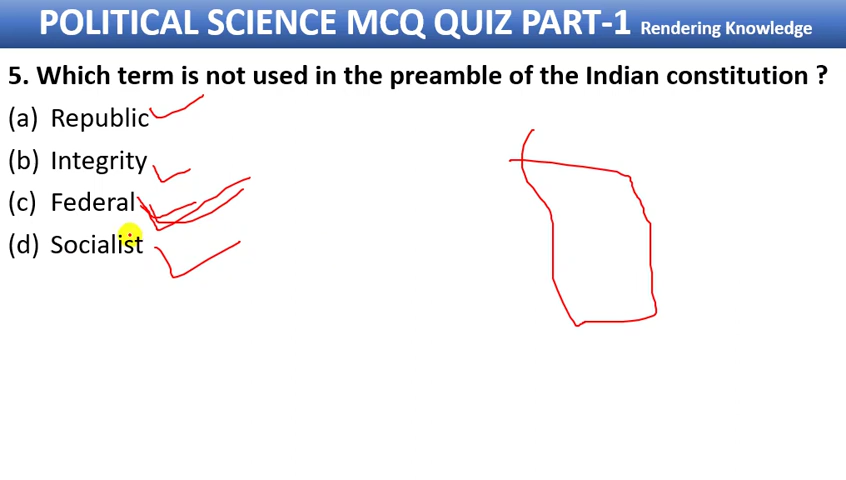 POLITICAL SCIENCE MCQ QUIZ PART-1 Rendering Knowledge
5. Which term is not used in the preamble of the Indian constitution ?
(a) Republic
(b) Integrity
(c) Federal
(d) Socialist